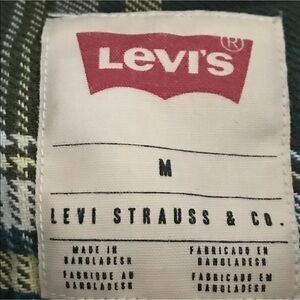 LEVI'S®
M
LEVI STRAUSS & Co.
MADE IN BANGLADESH
FABRICADO EN BANGLADESH
FABRIQUE AU BANGLADESH
FABRICADO EM BANGLADESH